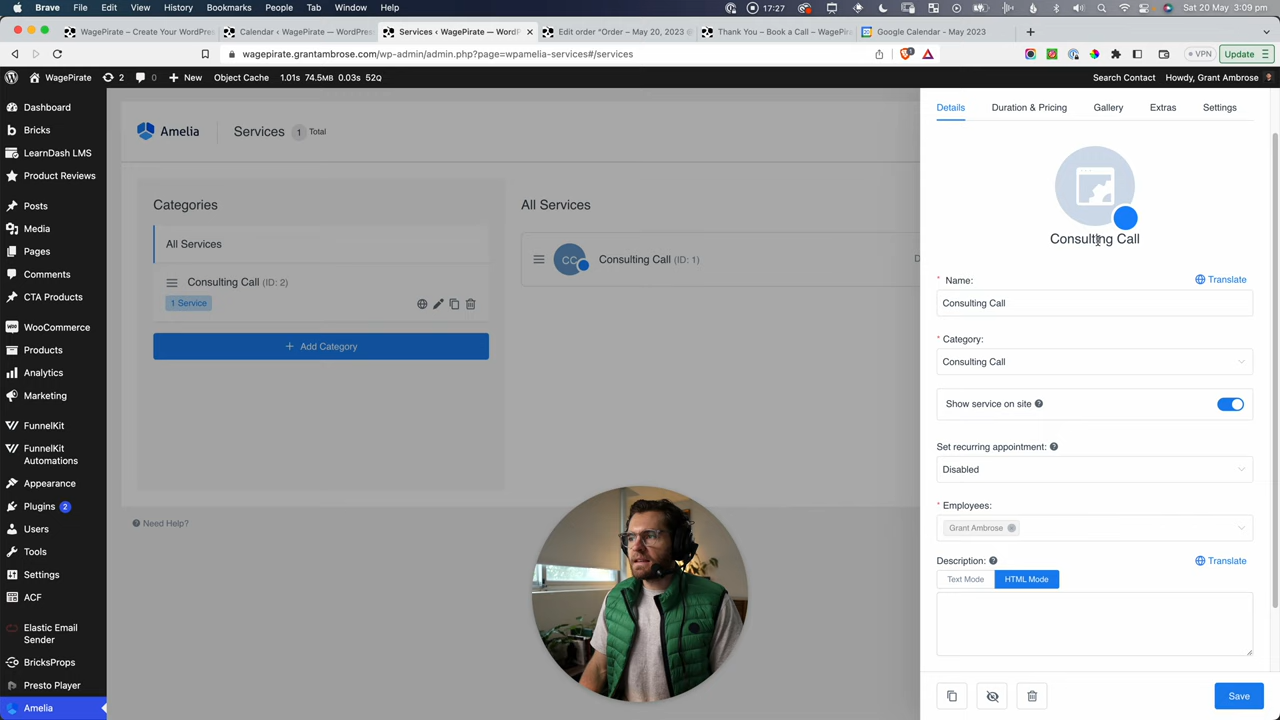 Brave File Edit View History Bookmarks People Tab Window Help
17:27
Sat 20 May 3:09 pm
WagePirate – Create Your WordPres
Calendar ‹ WagePirate — WordPress
Services ‹ WagePirate — WordP
Edit order "Order – May 20, 2023 @
Thank You – Book a Call – WagePir
Google Calendar - May 2023
wagepirate.grantambrose.com/wp-admin/admin.php?page=wpamelia-services#/services
VPN
Update
WagePirate 2 0 New Object Cache 1.01s 74.5MB 0.03s 52Q
Search Contact Howdy, Grant Ambrose
Dashboard
Bricks
LearnDash LMS
Product Reviews
Posts
Media
Pages
Comments
CTA Products
WooCommerce
Products
Analytics
Marketing
FunnelKit
FunnelKit
Automations
Appearance
Plugins 2
Users
Tools
Settings
ACF
Elastic Email
Sender
BricksProps
Presto Player
Amelia
Amelia
Services 1 Total
Categories
All Services
Consulting Call (ID: 2)
1 Service
+ Add Category
Need Help?
All Services
CC Consulting Call (ID: 1)
D
Details Duration & Pricing Gallery Extras Settings
Consulting Call
* Name:
Translate
Consulting Call
* Category:
Consulting Call
Show service on site
Set recurring appointment:
Disabled
* Employees:
Grant Ambrose
Description:
Translate
Text Mode HTML Mode
Save